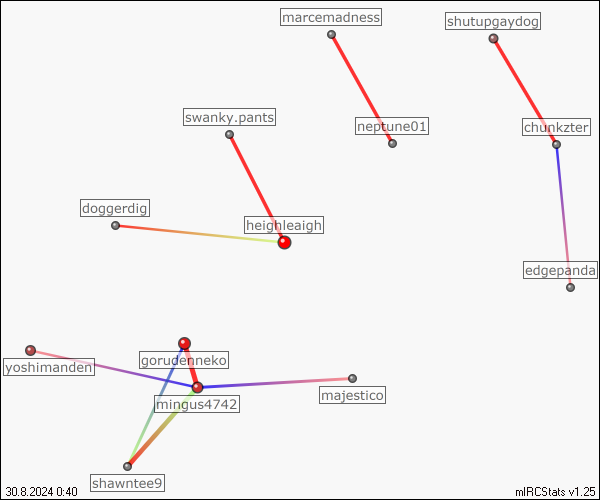 marcemadness
shutupgaydog
swanky.pants
neptune01
chunkzter
doggerdig
heighleaigh
edgepanda
gorudenneko
yoshimanden
majestico
mingus4742
shawntee9
30.8.2024 0:40
mIRCStats v1.25